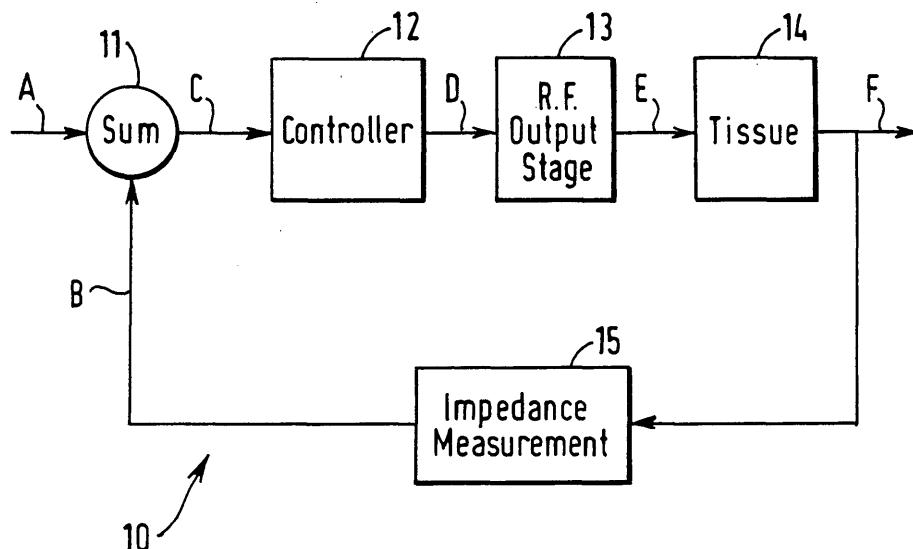 11
12
13
14
A
Sum
C
Controller
D
R.F.
Output
Stage
E
Tissue
F
B
15
Impedance
Measurement
10